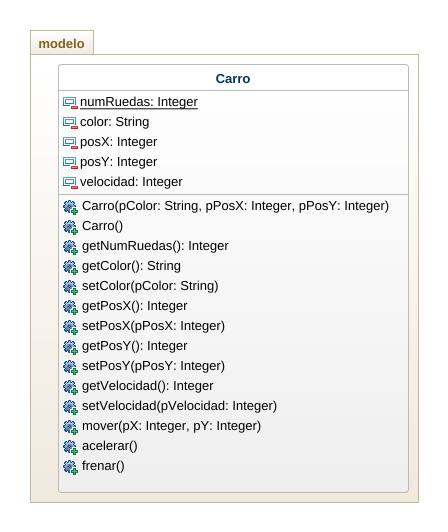 modelo
Carro
numRuedas: Integer
color: String
posX: Integer
posY: Integer
velocidad: Integer
Carro(pColor: String, pPosX: Integer, pPosY: Integer)
Carro()
getNumRuedas(): Integer
getColor(): String
setColor(pColor: String)
getPosX(): Integer
setPosX(pPosX: Integer)
getPosY(): Integer
setPosY(pPosY: Integer)
getVelocidad(): Integer
setVelocidad(pVelocidad: Integer)
mover(pX: Integer, pY: Integer)
acelerar()
frenar()